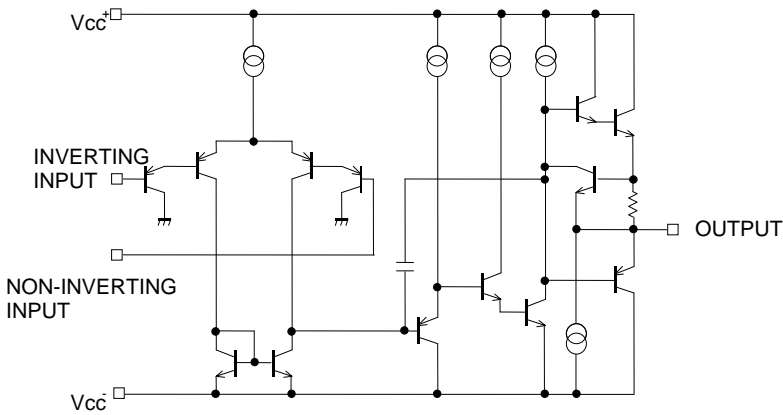 Vcc+
INVERTING
INPUT
OUTPUT
NON-INVERTING
INPUT
Vcc-